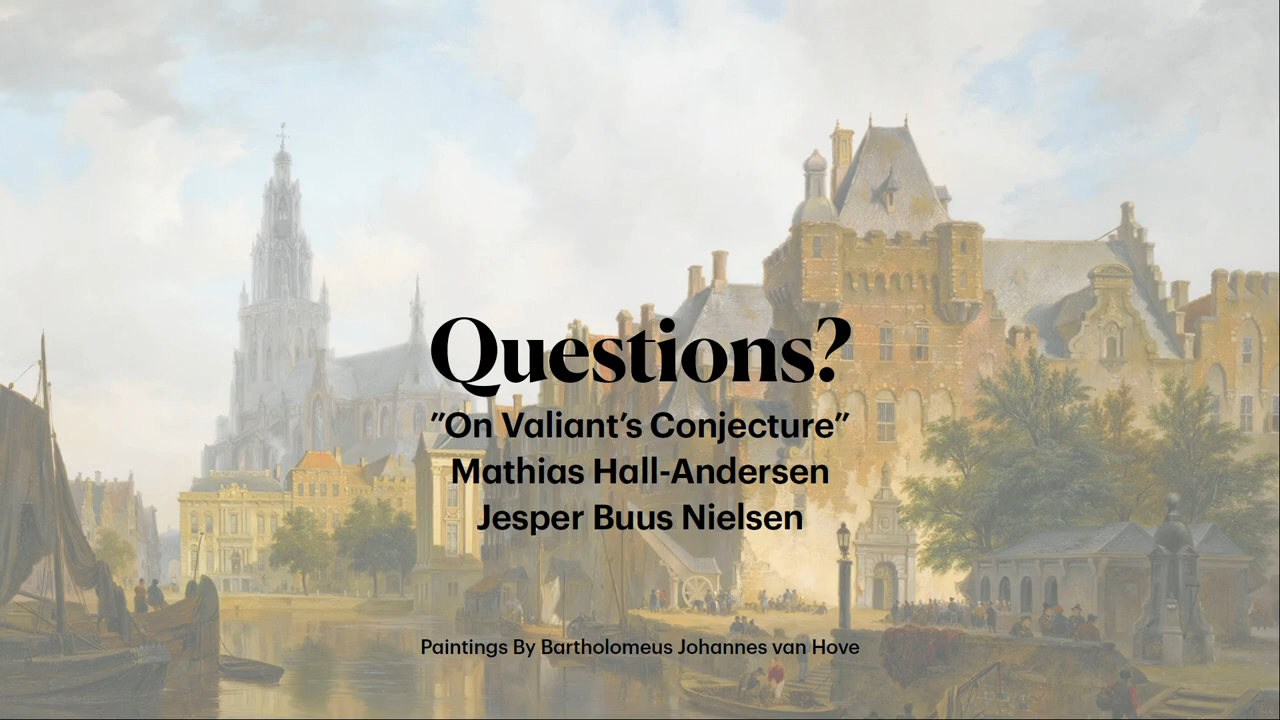 Questions?
”On Valiant’s Conjecture”
Mathias Hall-Andersen
Jesper Buus Nielsen
Paintings By Bartholomeus Johannes van Hove